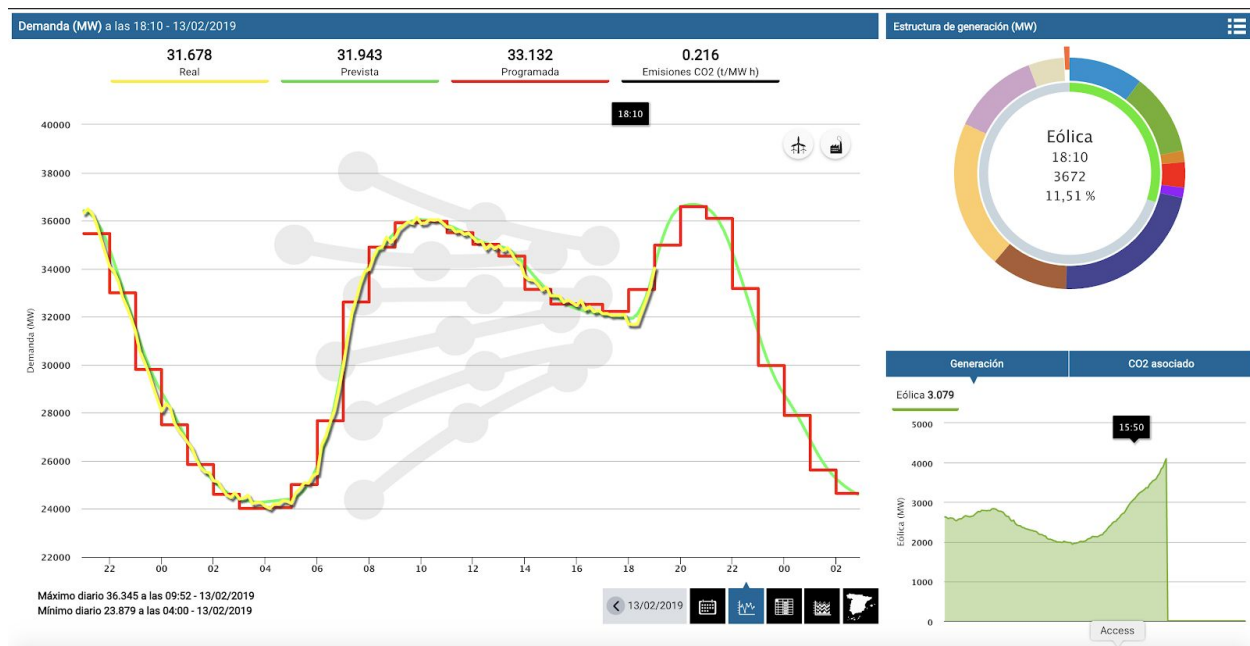 Demanda (MW) a las 18:10 - 13/02/2019
31.678 31.943 33.132 0.216
Real Prevista Programada Emisiones CO2 (t/MW h)
18:10
40000
38000
36000
34000
32000
30000
28000
26000
24000
22000
Demanda (MW)
22 00 02 04 06 08 10 12 14 16 18 20 22 00 02
Máximo diario 36.345 a las 09:52 - 13/02/2019
Mínimo diario 23.879 a las 04:00 - 13/02/2019
13/02/2019
Estructura de generación (MW)
Eólica
18:10
3672
11,51 %
Generación CO2 asociado
Eólica 3.079
15:50
5000
4000
3000
2000
1000
0
Eólica (MW)
Access